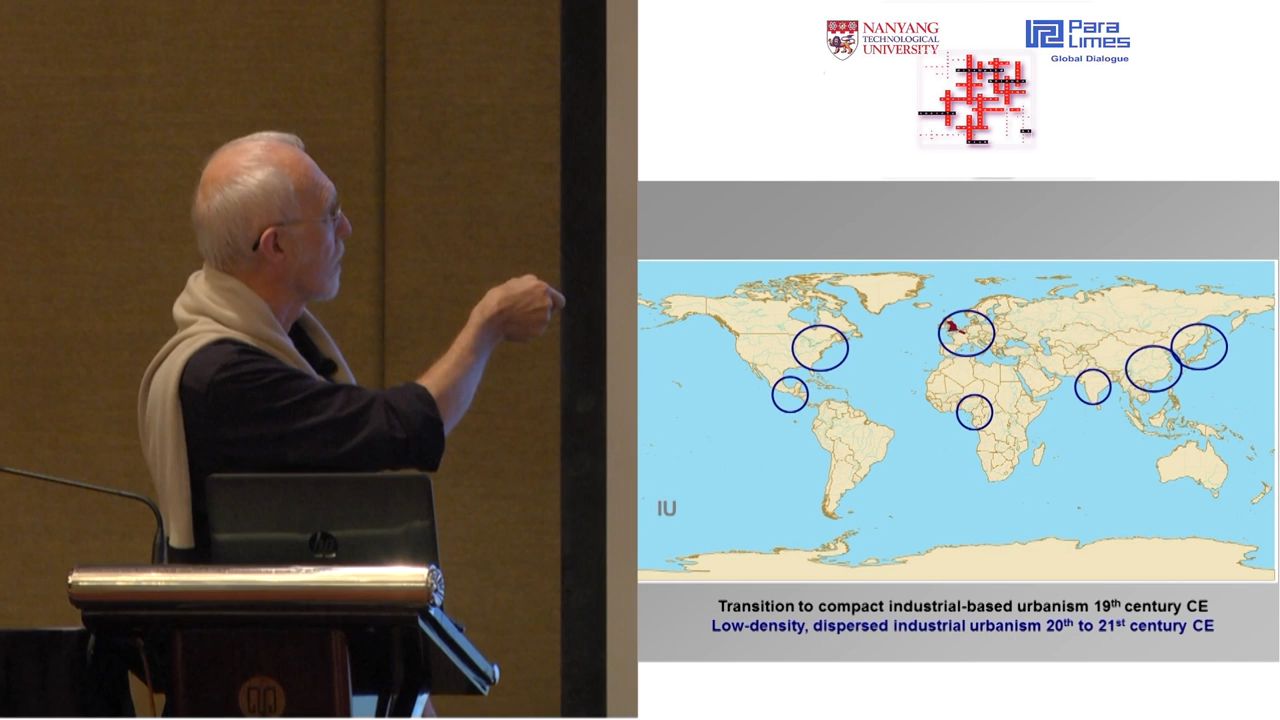 NANYANG
TECHNOLOGICAL
UNIVERSITY
Para
Limes
Global Dialogue
hp
IU
Transition to compact industrial-based urbanism 19th century CE
Low-density, dispersed industrial urbanism 20th to 21st century CE